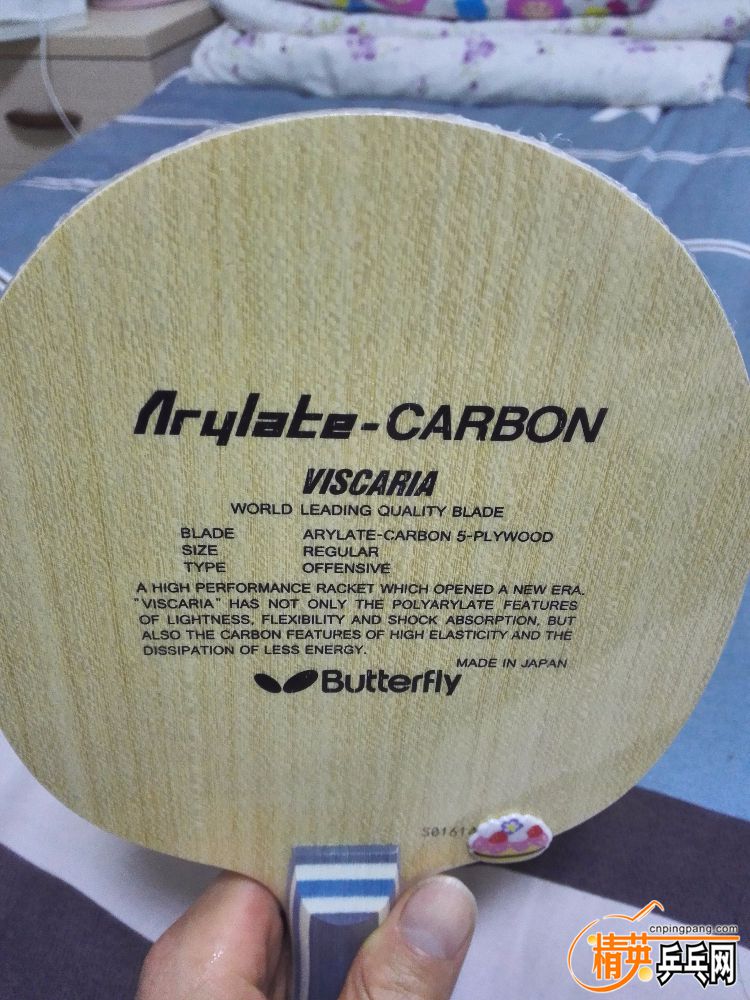 Arylate-CARBON
VISCARIA
WORLD LEADING QUALITY BLADE
BLADE ARYLATE-CARBON 5-PLYWOOD
SIZE REGULAR
TYPE OFFENSIVE
A HIGH PERFORMANCE RACKET WHICH OPENED A NEW ERA.
"VISCARIA" HAS NOT ONLY THE POLYARYLATE FEATURES
OF LIGHTNESS, FLEXIBILITY AND SHOCK ABSORPTION, BUT
ALSO THE CARBON FEATURES OF HIGH ELASTICITY AND THE
DISSIPATION OF LESS ENERGY.
MADE IN JAPAN
Butterfly
cnpingpang.com
精英乒乓网